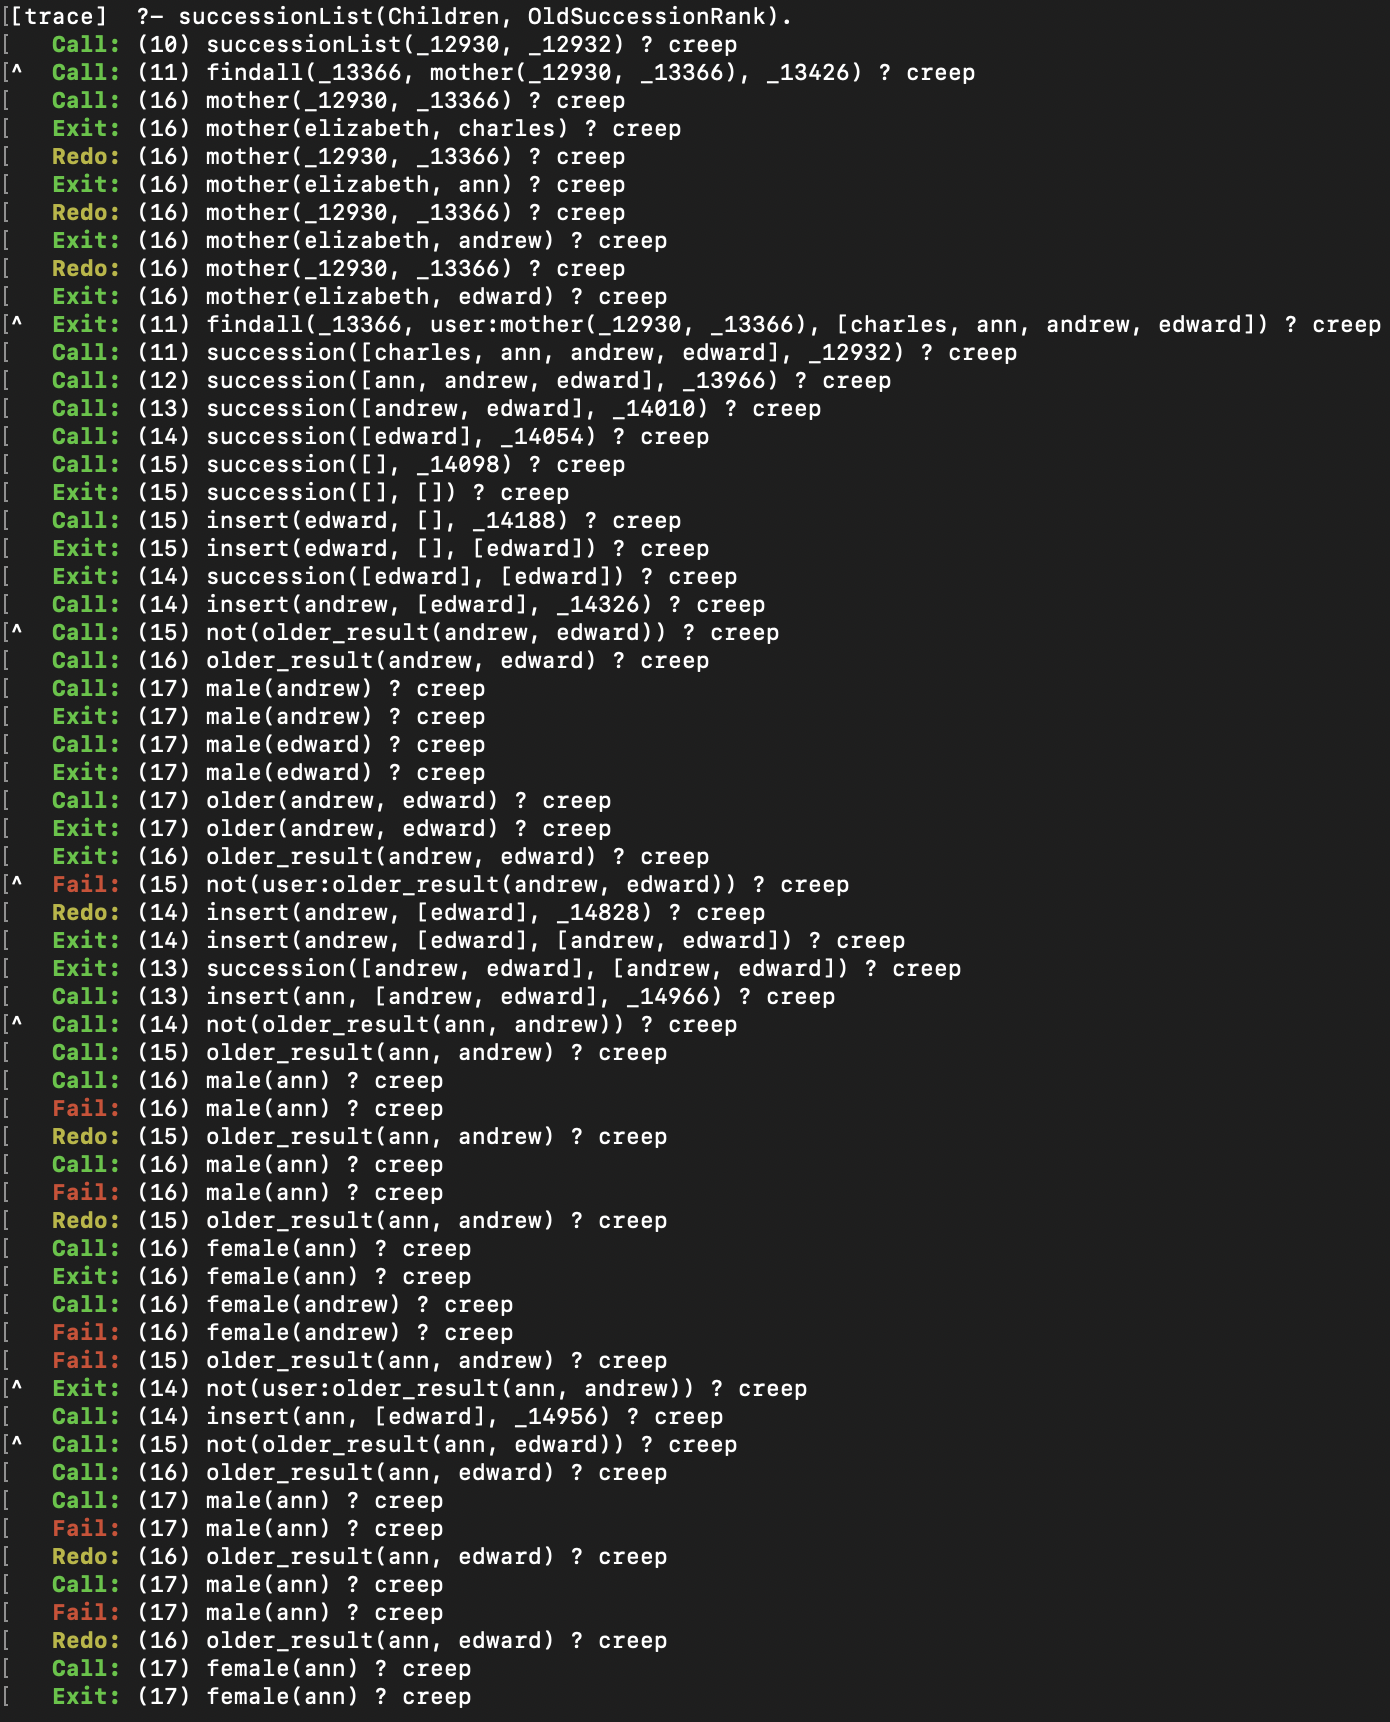 [[trace]  ?- successionList(Children, OldSuccessionRank).
[   Call: (10) successionList(_12930, _12932) ? creep
[^  Call: (11) findall(_13366, mother(_12930, _13366), _13426) ? creep
[   Call: (16) mother(_12930, _13366) ? creep
[   Exit: (16) mother(elizabeth, charles) ? creep
[   Redo: (16) mother(_12930, _13366) ? creep
[   Exit: (16) mother(elizabeth, ann) ? creep
[   Redo: (16) mother(_12930, _13366) ? creep
[   Exit: (16) mother(elizabeth, andrew) ? creep
[   Redo: (16) mother(_12930, _13366) ? creep
[   Exit: (16) mother(elizabeth, edward) ? creep
[^  Exit: (11) findall(_13366, user:mother(_12930, _13366), [charles, ann, andrew, edward]) ? creep
[   Call: (11) succession([charles, ann, andrew, edward], _12932) ? creep
[   Call: (12) succession([ann, andrew, edward], _13966) ? creep
[   Call: (13) succession([andrew, edward], _14010) ? creep
[   Call: (14) succession([edward], _14054) ? creep
[   Call: (15) succession([], _14098) ? creep
[   Exit: (15) succession([], []) ? creep
[   Call: (15) insert(edward, [], _14188) ? creep
[   Exit: (15) insert(edward, [], [edward]) ? creep
[   Exit: (14) succession([edward], [edward]) ? creep
[   Call: (14) insert(andrew, [edward], _14326) ? creep
[^  Call: (15) not(older_result(andrew, edward)) ? creep
[   Call: (16) older_result(andrew, edward) ? creep
[   Call: (17) male(andrew) ? creep
[   Exit: (17) male(andrew) ? creep
[   Call: (17) male(edward) ? creep
[   Exit: (17) male(edward) ? creep
[   Call: (17) older(andrew, edward) ? creep
[   Exit: (17) older(andrew, edward) ? creep
[   Exit: (16) older_result(andrew, edward) ? creep
[^  Fail: (15) not(user:older_result(andrew, edward)) ? creep
[   Redo: (14) insert(andrew, [edward], _14828) ? creep
[   Exit: (14) insert(andrew, [edward], [andrew, edward]) ? creep
[   Exit: (13) succession([andrew, edward], [andrew, edward]) ? creep
[   Call: (13) insert(ann, [andrew, edward], _14966) ? creep
[^  Call: (14) not(older_result(ann, andrew)) ? creep
[   Call: (15) older_result(ann, andrew) ? creep
[   Call: (16) male(ann) ? creep
[   Fail: (16) male(ann) ? creep
[   Redo: (15) older_result(ann, andrew) ? creep
[   Call: (16) male(ann) ? creep
[   Fail: (16) male(ann) ? creep
[   Redo: (15) older_result(ann, andrew) ? creep
[   Call: (16) female(ann) ? creep
[   Exit: (16) female(ann) ? creep
[   Call: (16) female(andrew) ? creep
[   Fail: (16) female(andrew) ? creep
[   Fail: (15) older_result(ann, andrew) ? creep
[^  Exit: (14) not(user:older_result(ann, andrew)) ? creep
[   Call: (14) insert(ann, [edward], _14956) ? creep
[^  Call: (15) not(older_result(ann, edward)) ? creep
[   Call: (16) older_result(ann, edward) ? creep
[   Call: (17) male(ann) ? creep
[   Fail: (17) male(ann) ? creep
[   Redo: (16) older_result(ann, edward) ? creep
[   Call: (17) male(ann) ? creep
[   Fail: (17) male(ann) ? creep
[   Redo: (16) older_result(ann, edward) ? creep
[   Call: (17) female(ann) ? creep
[   Exit: (17) female(ann) ? creep